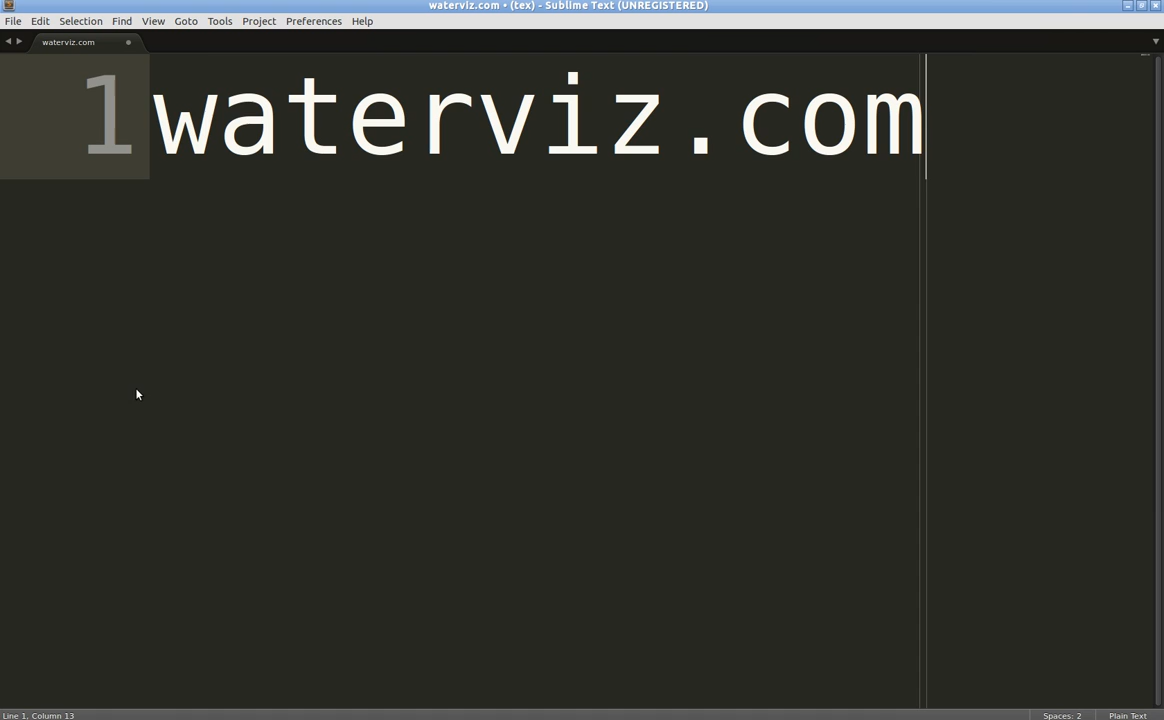 waterviz.com • (tex) - Sublime Text (UNREGISTERED)
File Edit Selection Find View Goto Tools Project Preferences Help
waterviz.com
1 waterviz.com
Line 1, Column 13 Spaces: 2 Plain Text